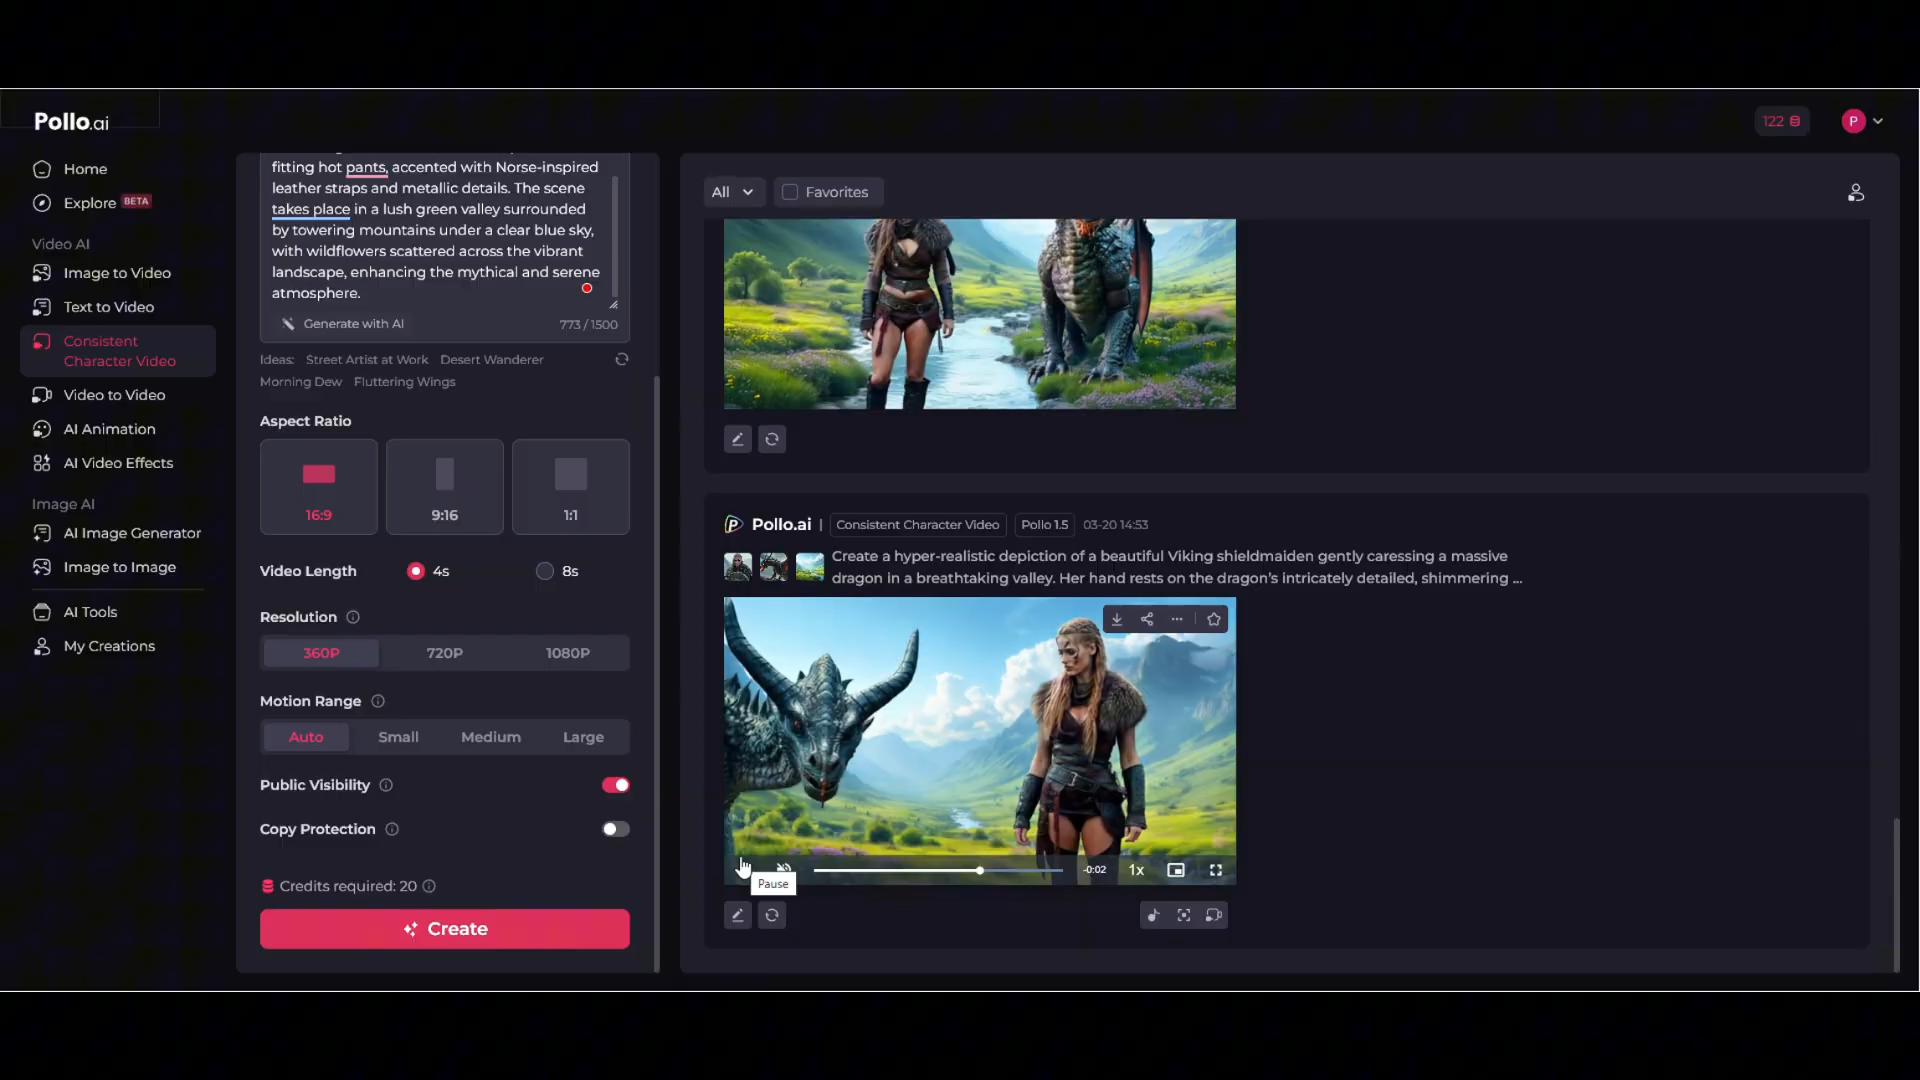 Pollo.ai
122
P
Home
Explore BETA
Video AI
Image to Video
Text to Video
Consistent
Character Video
Video to Video
AI Animation
AI Video Effects
Image AI
AI Image Generator
Image to Image
AI Tools
My Creations
fitting hot pants, accented with Norse-inspired
leather straps and metallic details. The scene
takes place in a lush green valley surrounded
by towering mountains under a clear blue sky,
with wildflowers scattered across the vibrant
landscape, enhancing the mythical and serene
atmosphere.
Generate with AI
773 / 1500
Ideas: Street Artist at Work Desert Wanderer
Morning Dew Fluttering Wings
Aspect Ratio
16:9
9:16
1:1
Video Length
4s
8s
Resolution
360P
720P
1080P
Motion Range
Auto
Small
Medium
Large
Public Visibility
Copy Protection
Credits required: 20
Create
All
Favorites
Pollo.ai | Consistent Character Video Pollo 1.5 03-20 14:53
Create a hyper-realistic depiction of a beautiful Viking shieldmaiden gently caressing a massive
dragon in a breathtaking valley. Her hand rests on the dragon's intricately detailed, shimmering ...
-0:02
1x
Pause